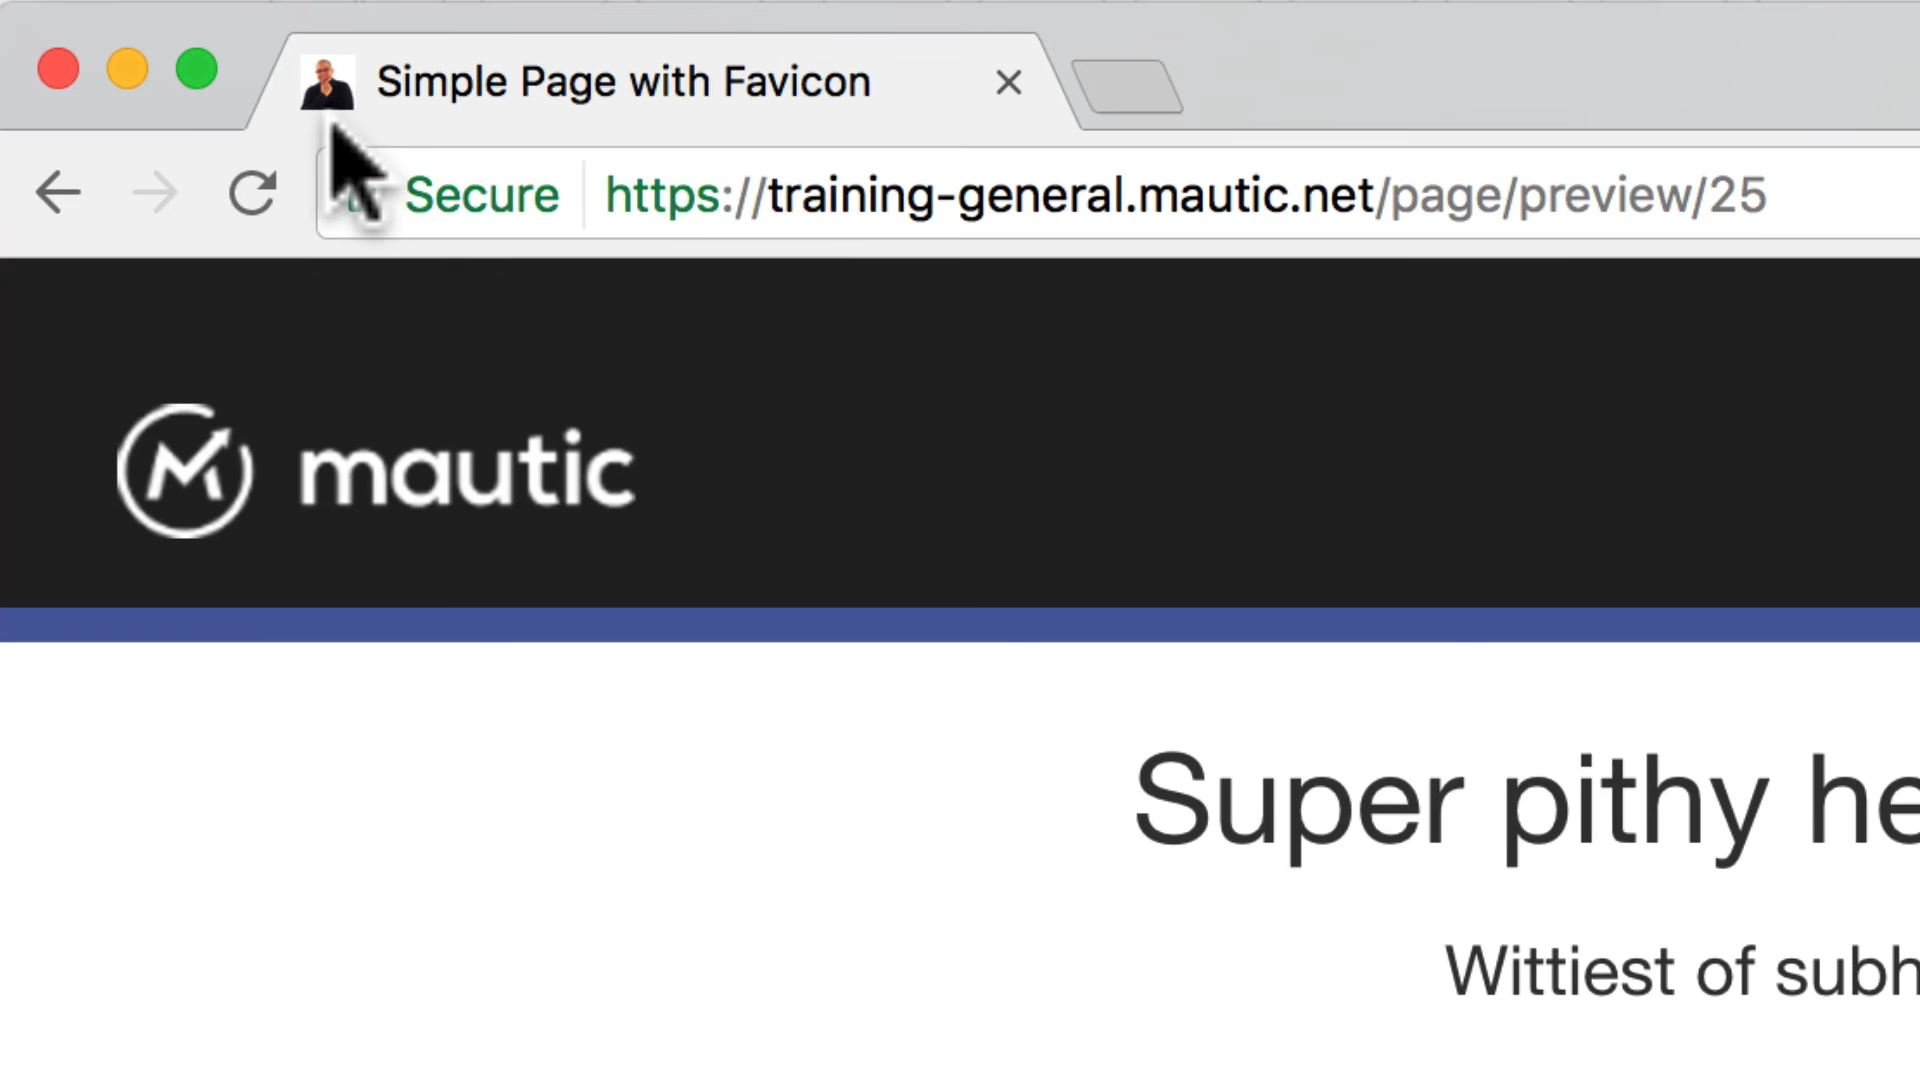 Simple Page with Favicon
Secure https://training-general.mautic.net/page/preview/25
mautic
Super pithy he
Wittiest of subh